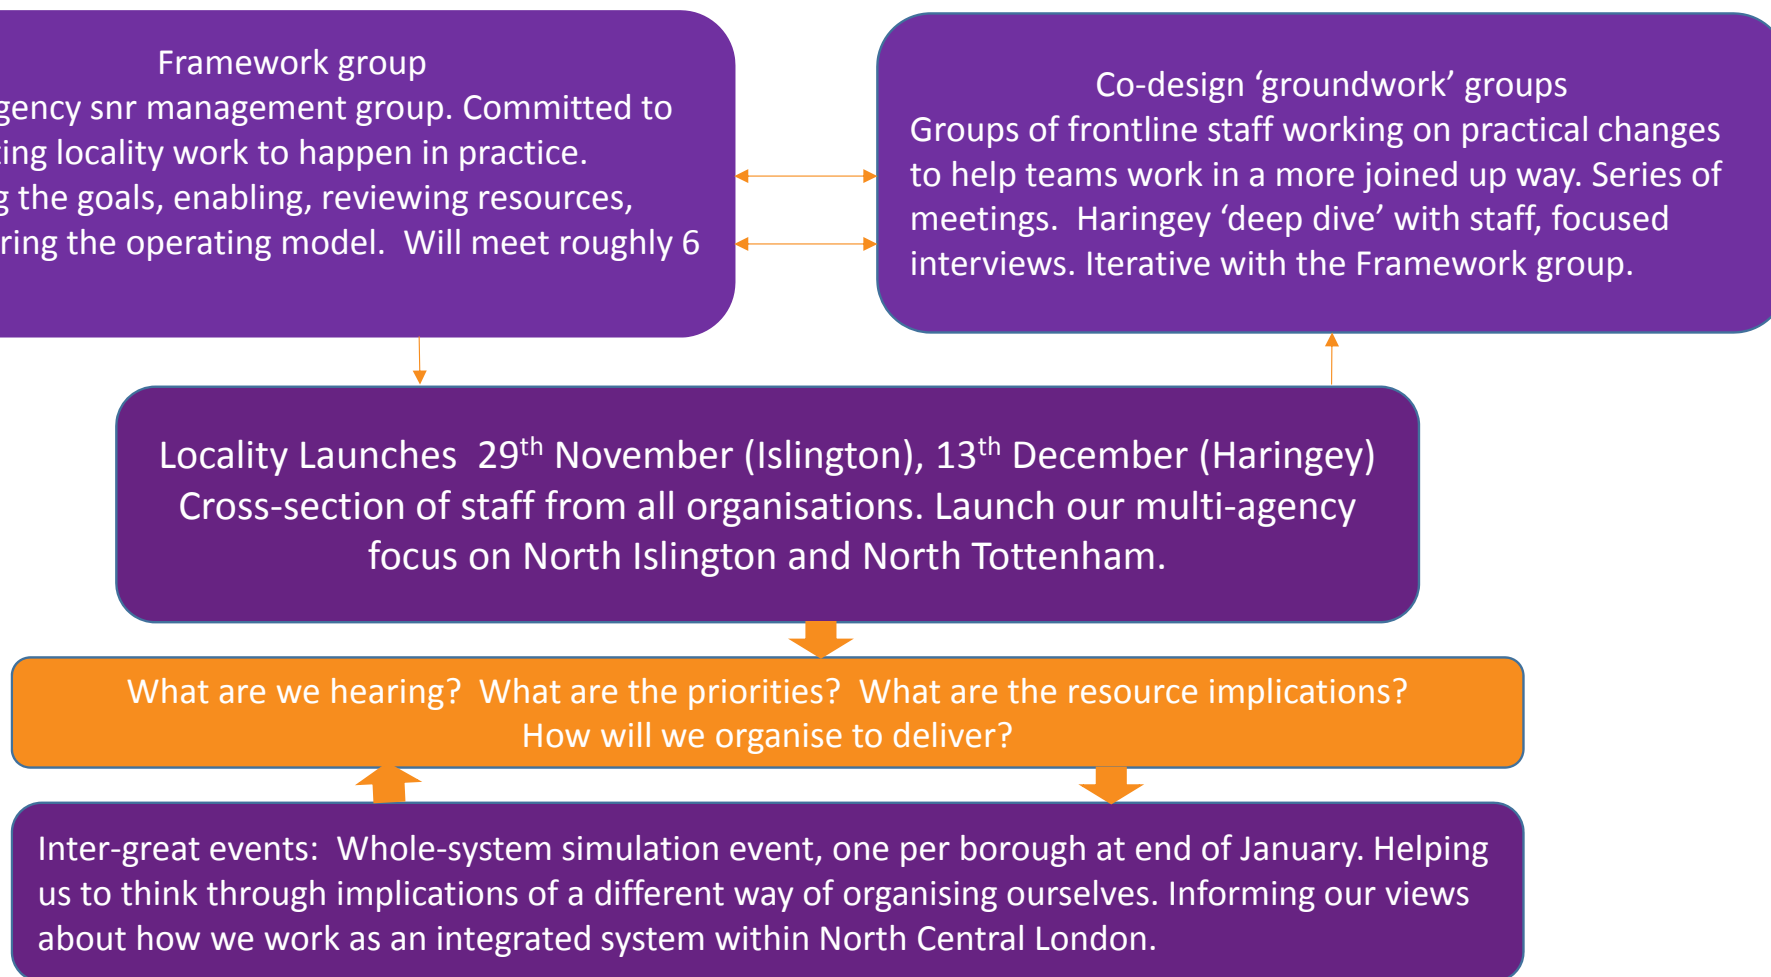 Framework group
gency snr management group. Committed to
ting locality work to happen in practice.
g the goals, enabling, reviewing resources,
ring the operating model.  Will meet roughly 6
Co-design ‘groundwork’ groups
Groups of frontline staff working on practical changes
to help teams work in a more joined up way. Series of
meetings.  Haringey ‘deep dive’ with staff, focused
interviews. Iterative with the Framework group.
Locality Launches  29th November (Islington), 13th December (Haringey)
Cross-section of staff from all organisations. Launch our multi-agency
focus on North Islington and North Tottenham.
What are we hearing?  What are the priorities?  What are the resource implications?
How will we organise to deliver?
Inter-great events:  Whole-system simulation event, one per borough at end of January. Helping
us to think through implications of a different way of organising ourselves. Informing our views
about how we work as an integrated system within North Central London.